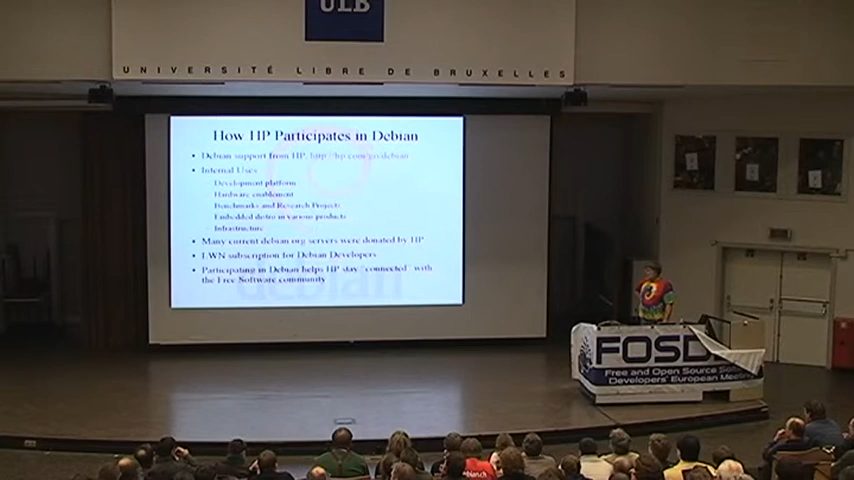 ULB
UNIVERSITÉ LIBRE DE BRUXELLES
How HP Participates in Debian
• Debian support from HP, http://hp.com/go/debian
• Internal Uses
Development platform
Hardware enablement
Benchmarks and Research Projects
Embedded distro in various products
Infrastructure
• Many current debian.org servers were donated by HP
• LWN subscription for Debian Developers
• Participating in Debian helps HP stay "connected" with
the Free Software community
debian
FOSD
Free and Open Source Sof
Developers' European Meetin